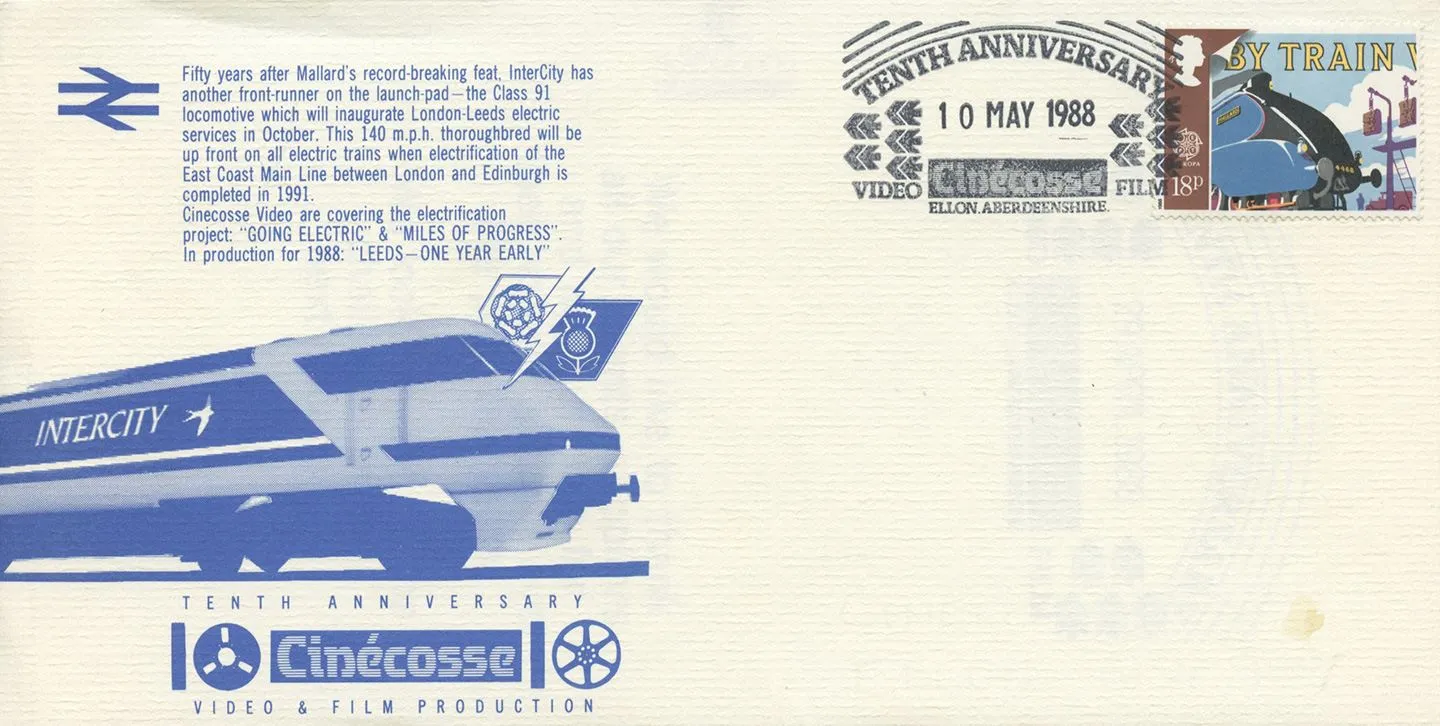 Fifty years after Mallard's record-breaking feat, InterCity has
another front-runner on the launch-pad—the Class 91
locomotive which will inaugurate London-Leeds electric
services in October. This 140 m.p.h. thoroughbred will be
up front on all electric trains when electrification of the
East Coast Main Line between London and Edinburgh is
completed in 1991.
Cinecosse Video are covering the electrification
project: "GOING ELECTRIC" & "MILES OF PROGRESS".
In production for 1988: "LEEDS—ONE YEAR EARLY"
TENTH ANNIVERSARY
10 MAY 1988
VIDEO Cinécosse FILM
ELLON. ABERDEENSHIRE.
BY TRAIN
MALLARD
EUROPA
18p
4468
INTERCITY
TENTH ANNIVERSARY
10 Cinécosse 10
VIDEO & FILM PRODUCTION